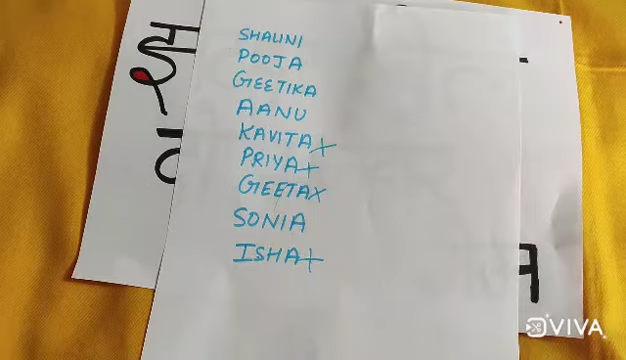 SHALINI
POOJA
GEETIKA
AANU
KAVITA X
PRIYA X
GEETA X
SONIA
ISHA X
VIVA